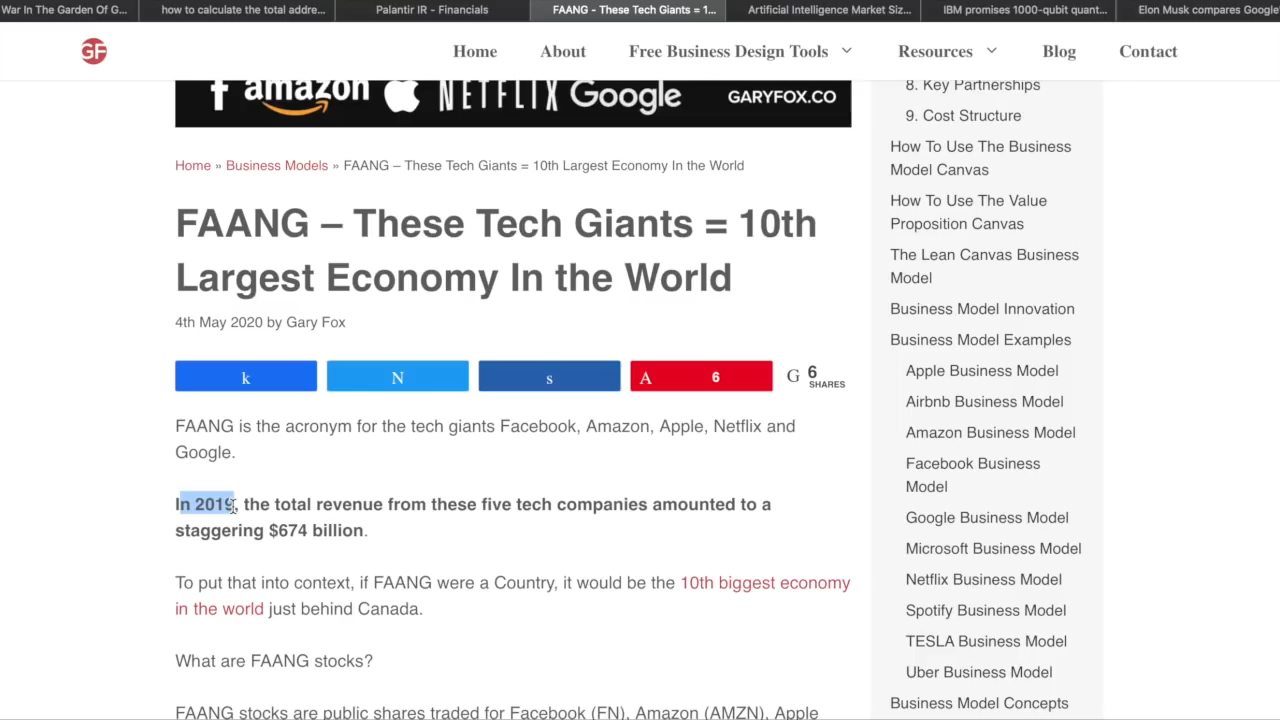 War In The Garden Of G...
how to calculate the total addre...
Palantir IR - Financials
FAANG - These Tech Giants = 1...
Artificial Intelligence Market Siz...
IBM promises 1000-qubit quant...
Elon Musk compares Google
GF
Home
About
Free Business Design Tools
Resources
Blog
Contact
f amazon NETFLIX Google GARYFOX.CO
Home » Business Models » FAANG – These Tech Giants = 10th Largest Economy In the World
FAANG – These Tech Giants = 10th
Largest Economy In the World
4th May 2020 by Gary Fox
k
N
s
A 6
G 6
SHARES
FAANG is the acronym for the tech giants Facebook, Amazon, Apple, Netflix and
Google.
In 2019, the total revenue from these five tech companies amounted to a
staggering $674 billion.
To put that into context, if FAANG were a Country, it would be the 10th biggest economy
in the world just behind Canada.
What are FAANG stocks?
FAANG stocks are public shares traded for Facebook (FN), Amazon (AMZN), Apple
8. Key Partnerships
9. Cost Structure
How To Use The Business
Model Canvas
How To Use The Value
Proposition Canvas
The Lean Canvas Business
Model
Business Model Innovation
Business Model Examples
Apple Business Model
Airbnb Business Model
Amazon Business Model
Facebook Business
Model
Google Business Model
Microsoft Business Model
Netflix Business Model
Spotify Business Model
TESLA Business Model
Uber Business Model
Business Model Concepts